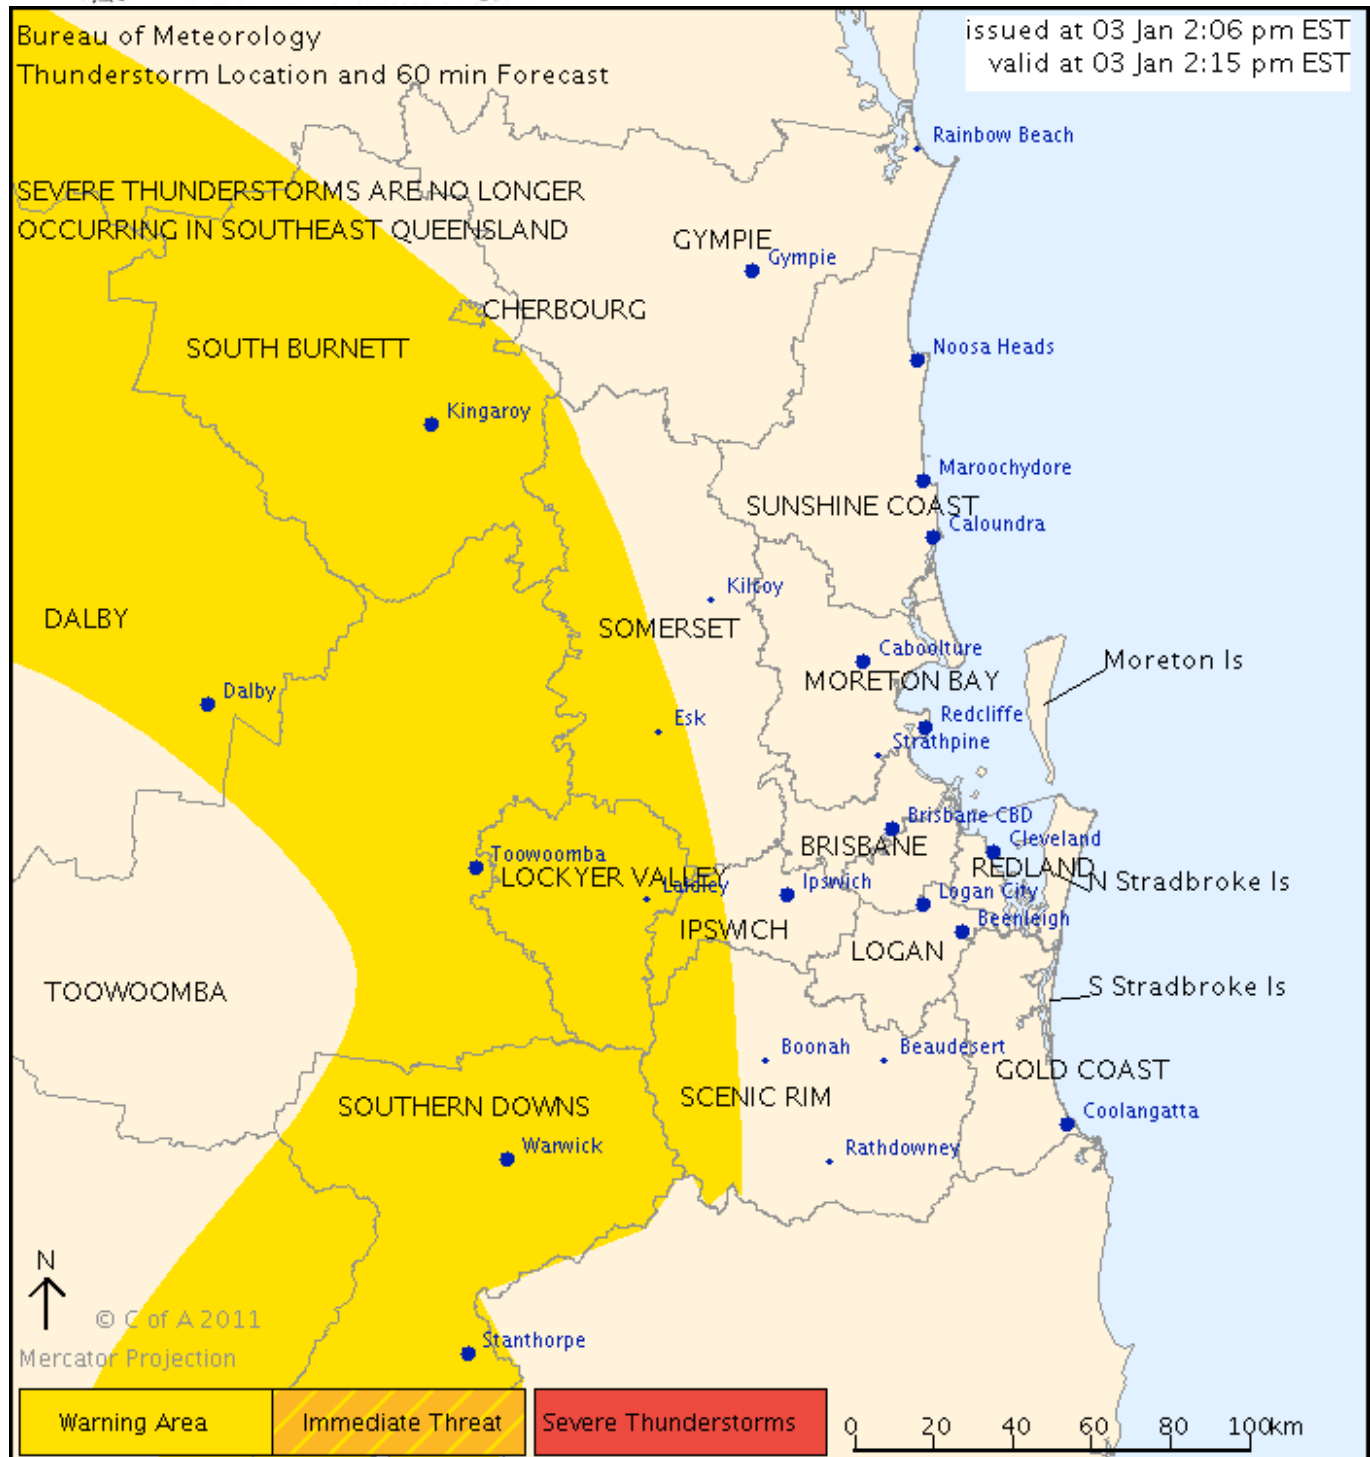 Bureau of Meteorology
Thunderstorm Location and 60 min Forecast
issued at 03 Jan 2:06 pm EST
valid at 03 Jan 2:15 pm EST
Rainbow Beach
SEVERE THUNDERSTORMS ARE NO LONGER
OCCURRING IN SOUTHEAST QUEENSLAND
GYMPIE
Gympie
CHERBOURG
SOUTH BURNETT
Noosa Heads
Kingaroy
Maroochydore
SUNSHINE COAST
Caloundra
Kilcoy
DALBY
SOMERSET
Caboolture
Moreton Is
MORETON BAY
Dalby
Esk
Redcliffe
Strathpine
Brisbane CBD
Cleveland
BRISBANE
Toowoomba
REDLAND
LOCKYER VALLEY
Laidley
Ipswich
Logan City
N Stradbroke Is
Beenleigh
IPSWICH
LOGAN
TOOWOOMBA
S Stradbroke Is
Boonah
Beaudesert
GOLD COAST
SOUTHERN DOWNS
SCENIC RIM
Coolangatta
Warwick
Rathdowney
N
© C of A 2011
Stanthorpe
Mercator Projection
Warning Area
Immediate Threat
Severe Thunderstorms
0 20 40 60 80 100km